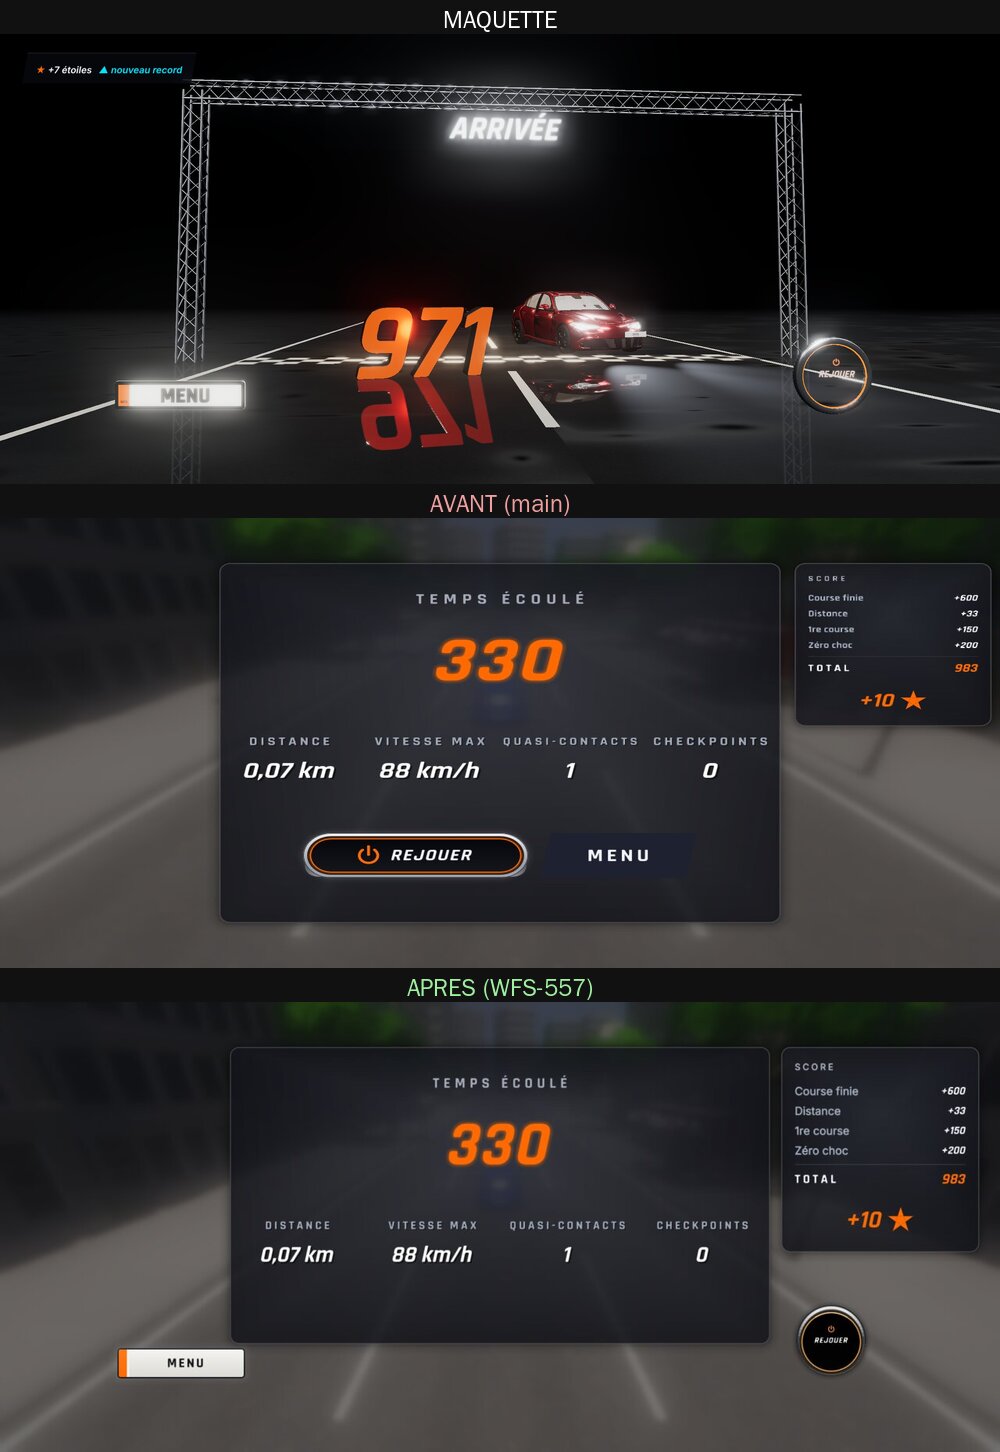 MAQUETTE
★ +7 étoiles ▲ nouveau record
ARRIVÉE
971
MENU
REJOUER
AVANT (main)
TEMPS ÉCOULÉ
330
DISTANCE VITESSE MAX QUASI-CONTACTS CHECKPOINTS
0,07 km 88 km/h 1 0
REJOUER MENU
SCORE
Course finie +600
Distance +33
1re course +150
Zéro choc +200
TOTAL 983
+10 ★
APRES (WFS-557)
TEMPS ÉCOULÉ
330
DISTANCE VITESSE MAX QUASI-CONTACTS CHECKPOINTS
0,07 km 88 km/h 1 0
SCORE
Course finie +600
Distance +33
1re course +150
Zéro choc +200
TOTAL 983
+10 ★
MENU
REJOUER